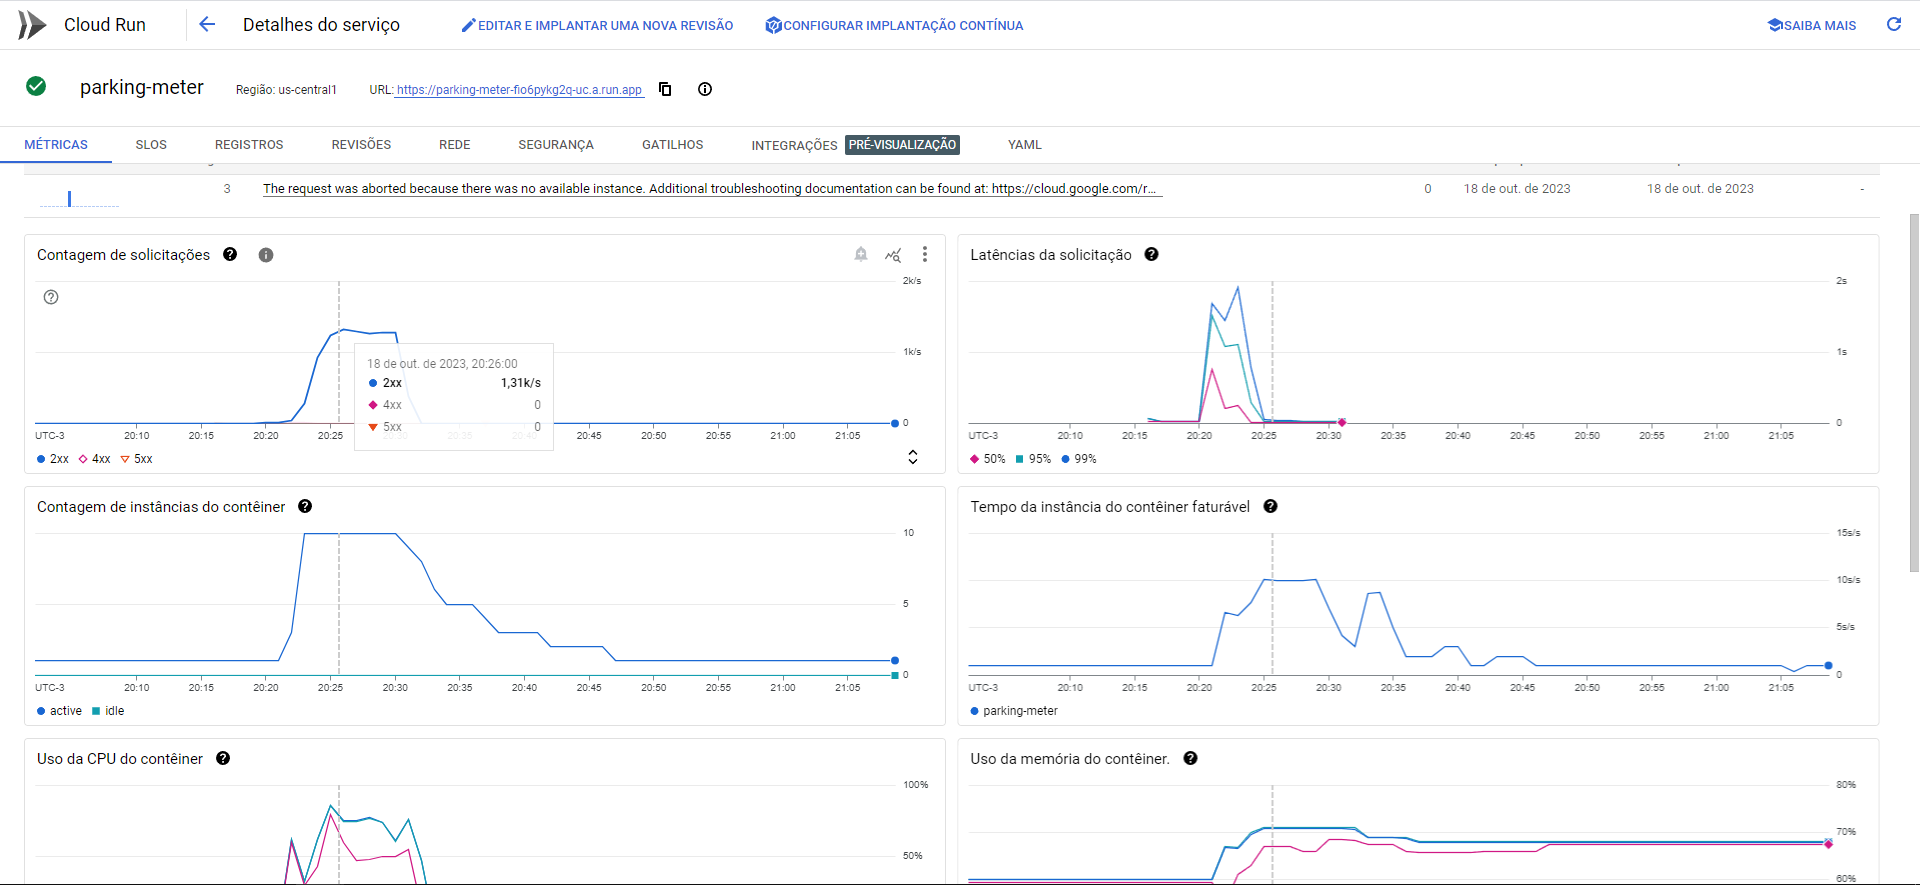 Cloud Run
Detalhes do serviço
EDITAR E IMPLANTAR UMA NOVA REVISÃO
CONFIGURAR IMPLANTAÇÃO CONTÍNUA
SAIBA MAIS
parking-meter
Região: us-central1
URL: https://parking-meter-fio6pykg2q-uc.a.run.app
MÉTRICAS
SLOS
REGISTROS
REVISÕES
REDE
SEGURANÇA
GATILHOS
INTEGRAÇÕES
PRÉ-VISUALIZAÇÃO
YAML
3
The request was aborted because there was no available instance. Additional troubleshooting documentation can be found at: https://cloud.google.com/r...
0
18 de out. de 2023
18 de out. de 2023
-
Contagem de solicitações
2k/s
1k/s
0
18 de out. de 2023, 20:26:00
2xx 1,31k/s
4xx 0
5xx 0
UTC-3 20:10 20:15 20:20 20:25 20:30 20:40 20:45 20:50 20:55 21:00 21:05
2xx 4xx 5xx
Latências da solicitação
2s
1s
0
UTC-3 20:10 20:15 20:20 20:25 20:30 20:35 20:40 20:45 20:50 20:55 21:00 21:05
50% 95% 99%
Contagem de instâncias do contêiner
10
5
0
UTC-3 20:10 20:15 20:20 20:25 20:30 20:35 20:40 20:45 20:50 20:55 21:00 21:05
active idle
Tempo da instância do contêiner faturável
15s/s
10s/s
5s/s
0
UTC-3 20:10 20:15 20:20 20:25 20:30 20:35 20:40 20:45 20:50 20:55 21:00 21:05
parking-meter
Uso da CPU do contêiner
100%
50%
Uso da memória do contêiner.
80%
70%
60%